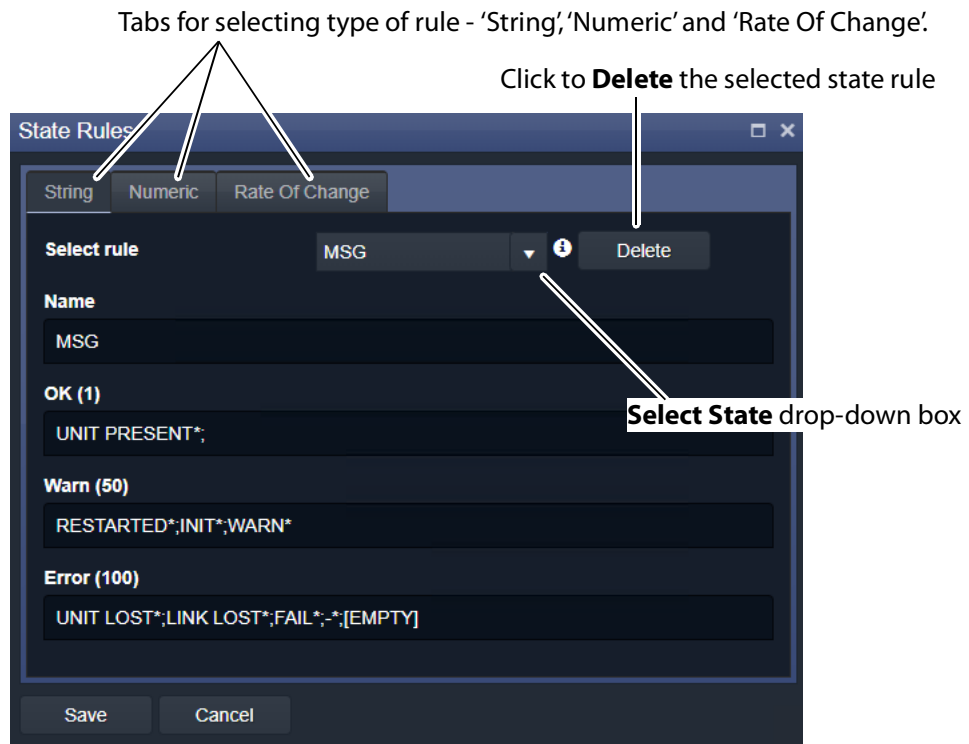 Tabs for selecting type of rule - ‘String’, ‘Numeric’ and ‘Rate Of Change’.
Click to Delete the selected state rule
State Rules
String Numeric Rate Of Change
Select rule MSG Delete
Name
MSG
OK (1)
Select State drop-down box
UNIT PRESENT*;
Warn (50)
RESTARTED*;INIT*;WARN*
Error (100)
UNIT LOST*;LINK LOST*;FAIL*;-*;[EMPTY]
Save Cancel